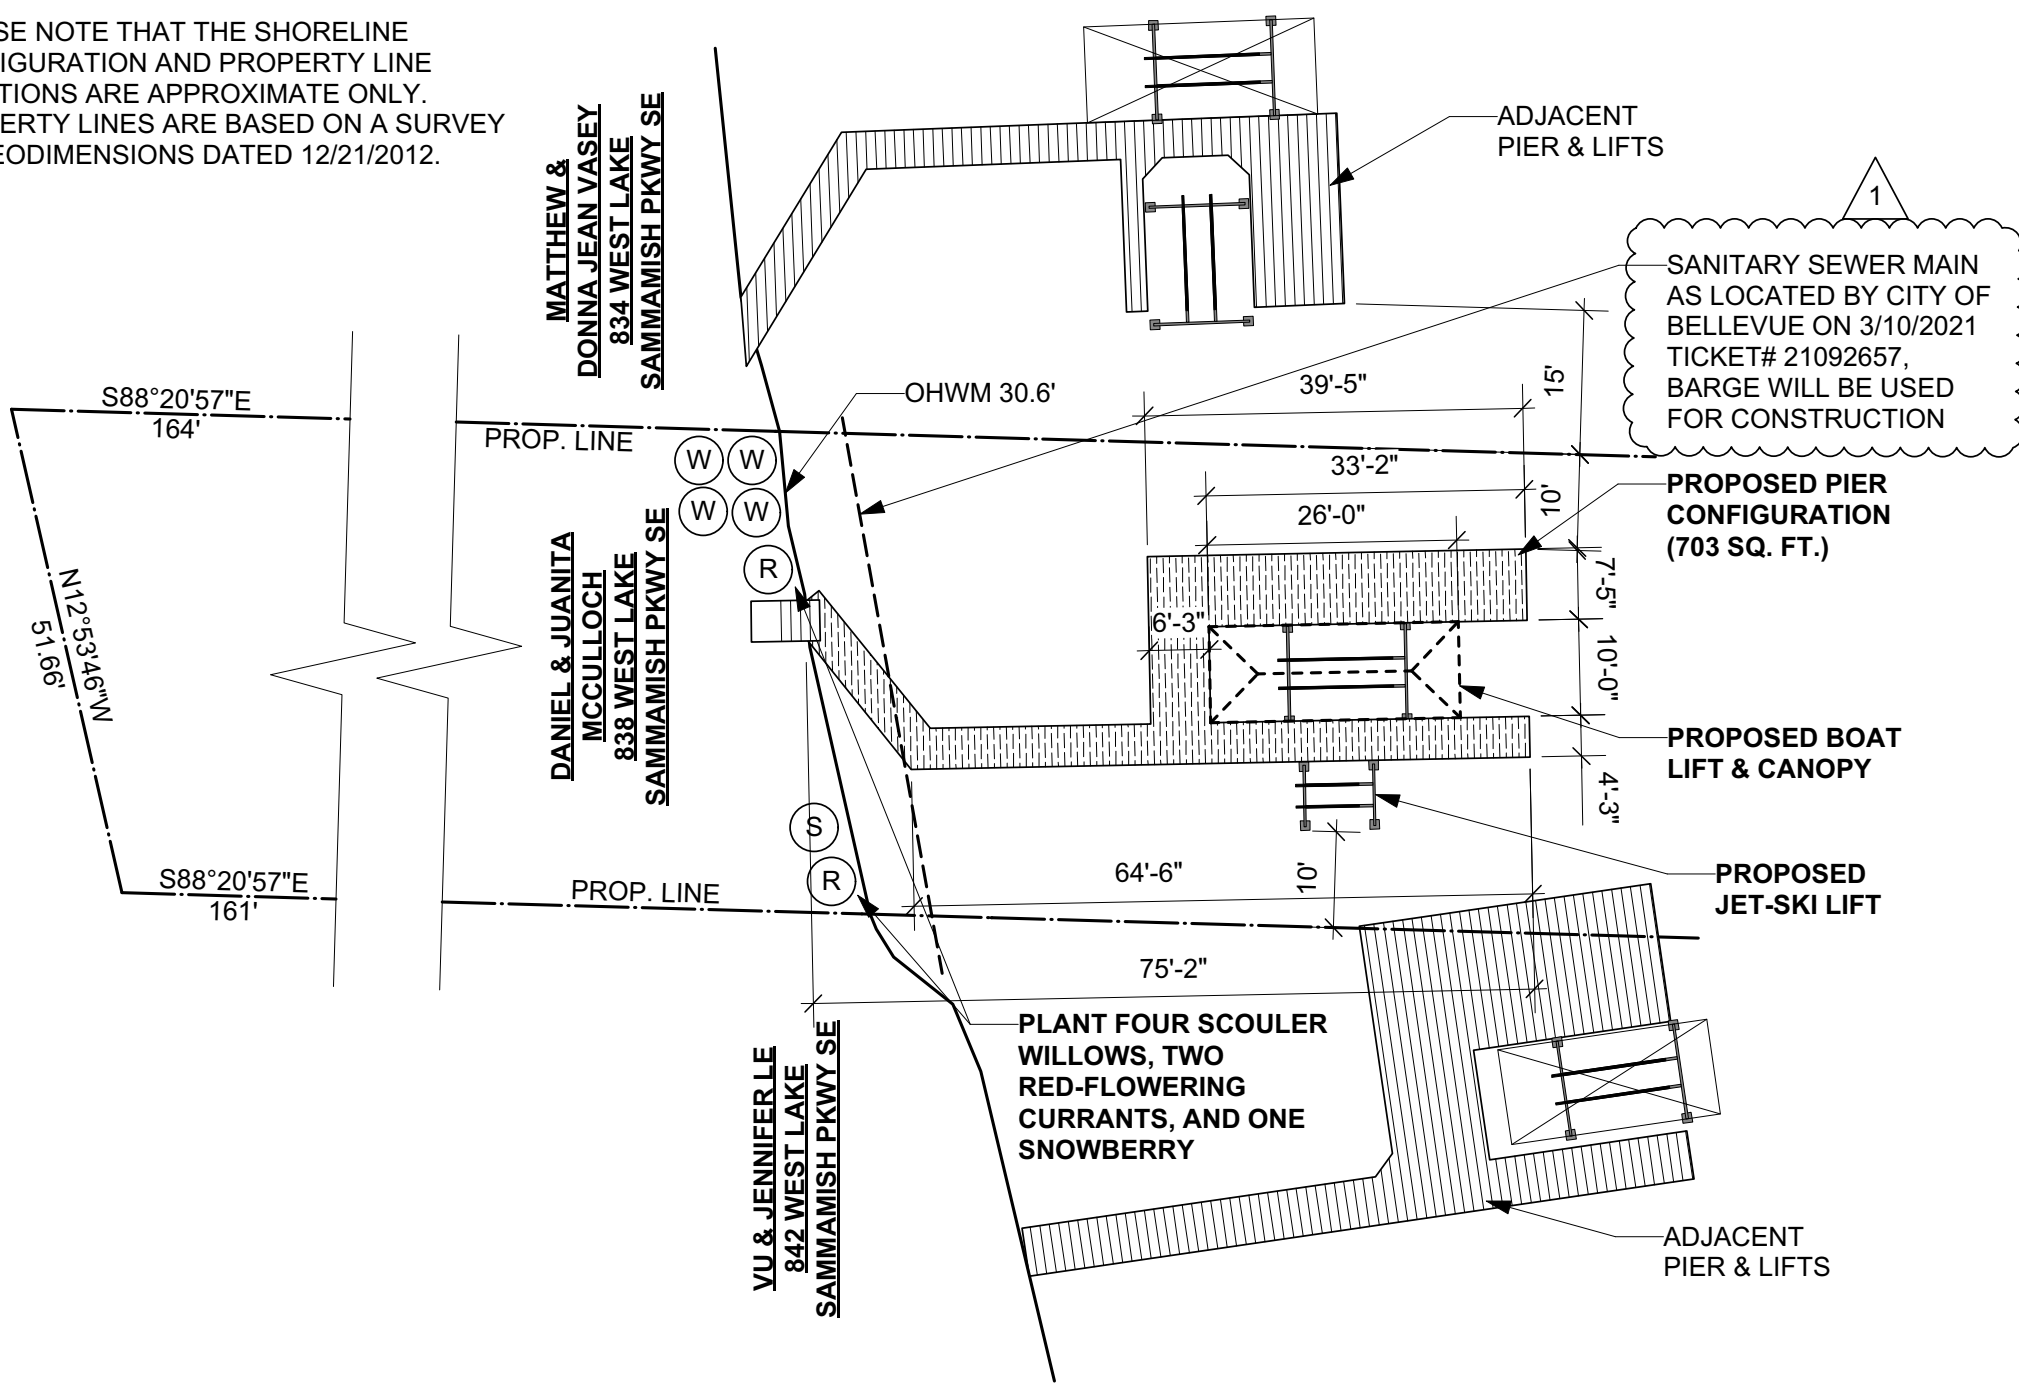 SE NOTE THAT THE SHORELINE
IGURATION AND PROPERTY LINE
TIONS ARE APPROXIMATE ONLY.
ERTY LINES ARE BASED ON A SURVEY
EODIMENSIONS DATED 12/21/2012.
MATTHEW &
DONNA JEAN VASEY
834 WEST LAKE
SAMMAMISH PKWY SE
ADJACENT
PIER & LIFTS
1
SANITARY SEWER MAIN
AS LOCATED BY CITY OF
BELLEVUE ON 3/10/2021
TICKET# 21092657,
BARGE WILL BE USED
FOR CONSTRUCTION
S88°20'57"E
164'
PROP. LINE
OHWM 30.6'
39'-5"
15'
33'-2"
10'
26'-0"
W
W
W
W
R
PROPOSED PIER
CONFIGURATION
(703 SQ. FT.)
N12°53'46"W
51.66'
DANIEL & JUANITA
MCCULLOCH
838 WEST LAKE
SAMMAMISH PKWY SE
6'-3"
7'-5"
10'-0"
4'-3"
PROPOSED BOAT
LIFT & CANOPY
S
R
S88°20'57"E
161'
PROP. LINE
64'-6"
10'
PROPOSED
JET-SKI LIFT
75'-2"
VU & JENNIFER LE
842 WEST LAKE
SAMMAMISH PKWY SE
PLANT FOUR SCOULER
WILLOWS, TWO
RED-FLOWERING
CURRANTS, AND ONE
SNOWBERRY
ADJACENT
PIER & LIFTS